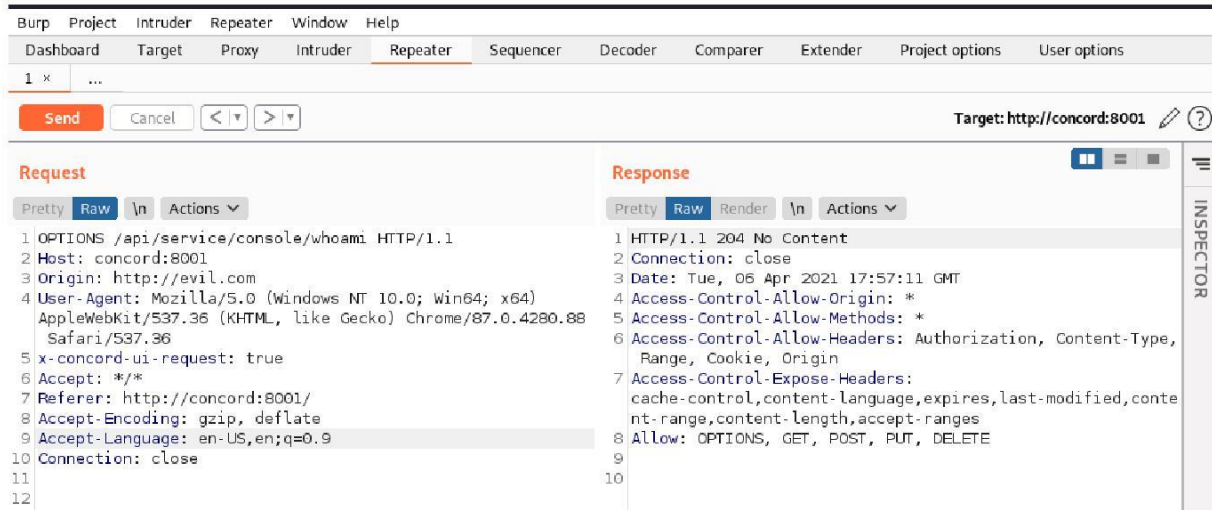 Burp Project Intruder Repeater Window Help
Dashboard Target Proxy Intruder Repeater Sequencer Decoder Comparer Extender Project options User options
1 × ...
Send Cancel < > Target: http://concord:8001
Request
Pretty Raw \n Actions
1 OPTIONS /api/service/console/whoami HTTP/1.1
2 Host: concord:8001
3 Origin: http://evil.com
4 User-Agent: Mozilla/5.0 (Windows NT 10.0; Win64; x64)
AppleWebKit/537.36 (KHTML, like Gecko) Chrome/87.0.4280.88
Safari/537.36
5 x-concord-ui-request: true
6 Accept: */*
7 Referer: http://concord:8001/
8 Accept-Encoding: gzip, deflate
9 Accept-Language: en-US,en;q=0.9
10 Connection: close
11
12
Response
Pretty Raw Render \n Actions
1 HTTP/1.1 204 No Content
2 Connection: close
3 Date: Tue, 06 Apr 2021 17:57:11 GMT
4 Access-Control-Allow-Origin: *
5 Access-Control-Allow-Methods: *
6 Access-Control-Allow-Headers: Authorization, Content-Type,
Range, Cookie, Origin
7 Access-Control-Expose-Headers:
cache-control,content-language,expires,last-modified,conte
nt-range,content-length,accept-ranges
8 Allow: OPTIONS, GET, POST, PUT, DELETE
9
10
INSPECTOR